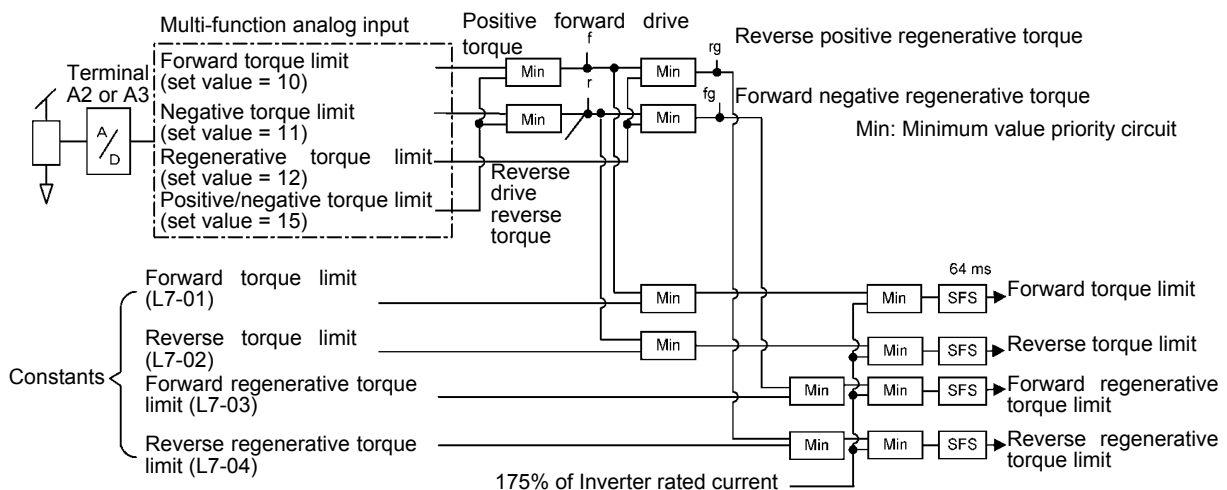 Multi-function analog input
Positive forward drive
torque
f
Reverse positive regenerative torque
rg
Terminal
A2 or A3
Forward torque limit
(set value = 10)
Min
Min
r
fg
Forward negative regenerative torque
A/D
Negative torque limit
(set value = 11)
Min
Min
Min: Minimum value priority circuit
Regenerative torque limit
(set value = 12)
Positive/negative torque limit
(set value = 15)
Reverse
drive
reverse
torque
Constants
Forward torque limit
(L7-01)
Min
Min
64 ms
SFS
Forward torque limit
Reverse torque limit
(L7-02)
Min
Min
SFS
Reverse torque limit
Forward regenerative torque
limit (L7-03)
Min
Min
SFS
Forward regenerative
torque limit
Reverse regenerative torque
limit (L7-04)
Min
Min
SFS
Reverse regenerative
torque limit
175% of Inverter rated current